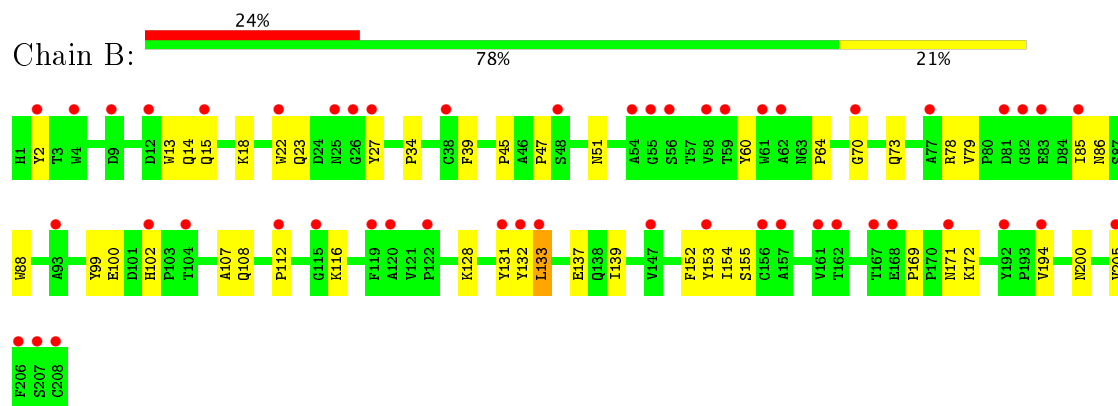 24%
Chain B:
78% 21%
H1 Y2 T3 W4 D9 D12 W13 Q14 Q15 K18 W22 Q23 D24 N25 G26 Y27 P34 C38 F39 P45 A46 P47 S48 N51 A54 G55 S56 T57 V58 T59 Y60 W61 A62 N63 P64 G70 Q73 A77 R78 V79 P80 D81 G82 E83 D84 I85 N86 S87
W88 A93 Y99 E100 D101 H102 P103 T104 A107 Q108 P112 G115 K116 F119 A120 V121 P122 K128 Y131 Y132 L133 E137 Q138 I139 V147 F152 Y153 I154 S155 C156 A157 V161 T162 T167 E168 P169 P170 N171 K172 Y192 P193 V194 N200
F206 S207 C208